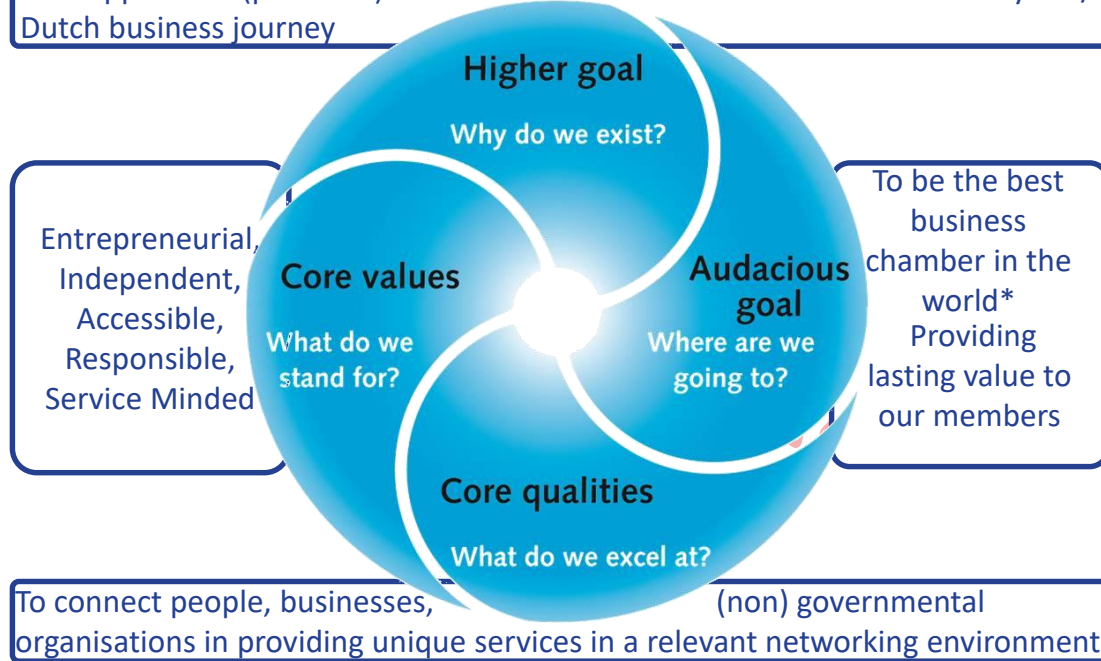 Dutch business journey
Higher goal
Why do we exist?
Entrepreneurial,
Independent,
Accessible,
Responsible,
Service Minded
Core values
What do we
stand for?
Audacious
goal
Where are we
going to?
To be the best
business
chamber in the
world*
Providing
lasting value to
our members
Core qualities
What do we excel at?
To connect people, businesses, (non) governmental
organisations in providing unique services in a relevant networking environment